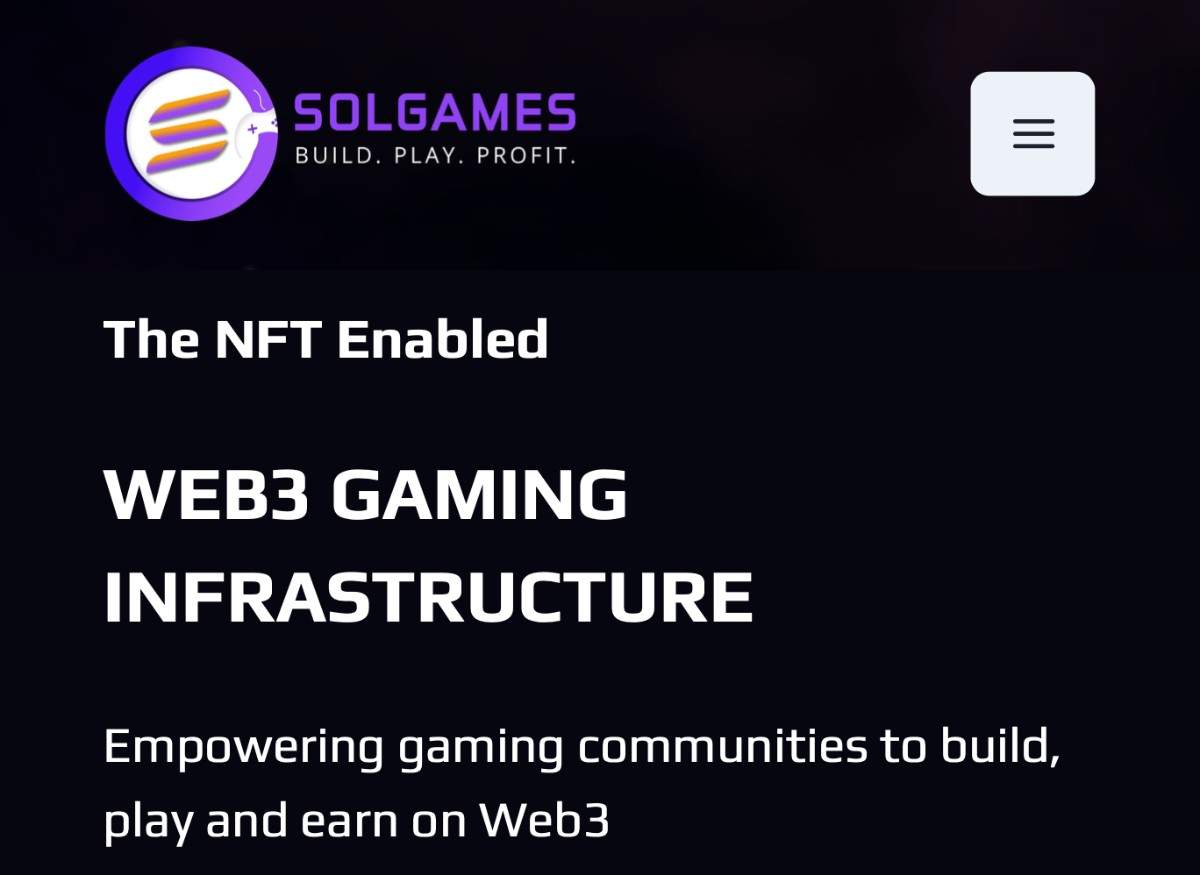 SOLGAMES
BUILD. PLAY. PROFIT.
The NFT Enabled
WEB3 GAMING
INFRASTRUCTURE
Empowering gaming communities to build,
play and earn on Web3